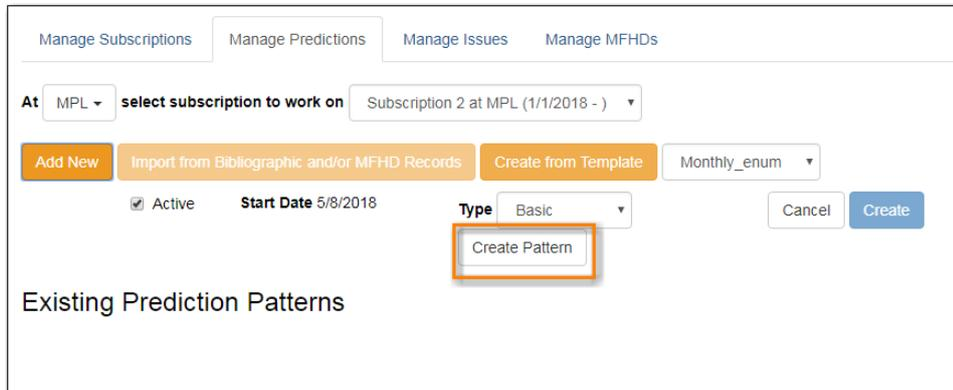 Manage Subscriptions Manage Predictions Manage Issues Manage MFHDs
At MPL select subscription to work on Subscription 2 at MPL (1/1/2018 - )
Add New Import from Bibliographic and/or MFHD Records Create from Template Monthly_enum
Active Start Date 5/8/2018 Type Basic Cancel Create
Create Pattern
Existing Prediction Patterns